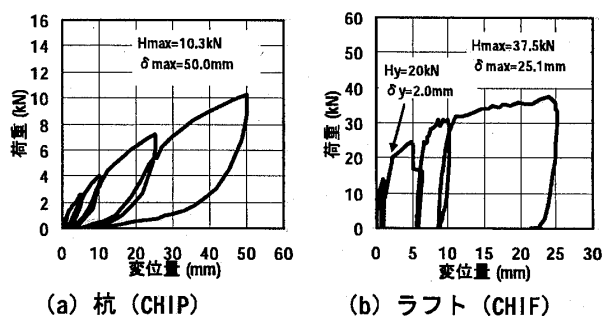 16
14
12
10
8
6
4
2
0
荷重 (kN)
Hmax=10.3kN
δmax=50.0mm
0 10 20 30 40 50 60
変位量 (mm)
(a) 杭 (CHIP)
60
50
40
30
20
10
0
荷重 (kN)
Hmax=37.5kN
δmax=25.1mm
Hy=20kN
δy=2.0mm
0 5 10 15 20 25 30
変位量 (mm)
(b) ラフト (CHIF)